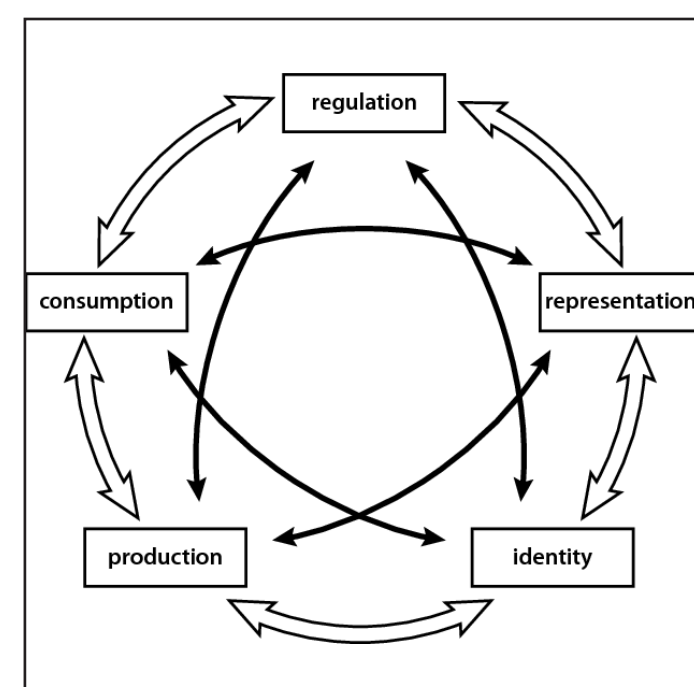 regulation
consumption
representation
production
identity